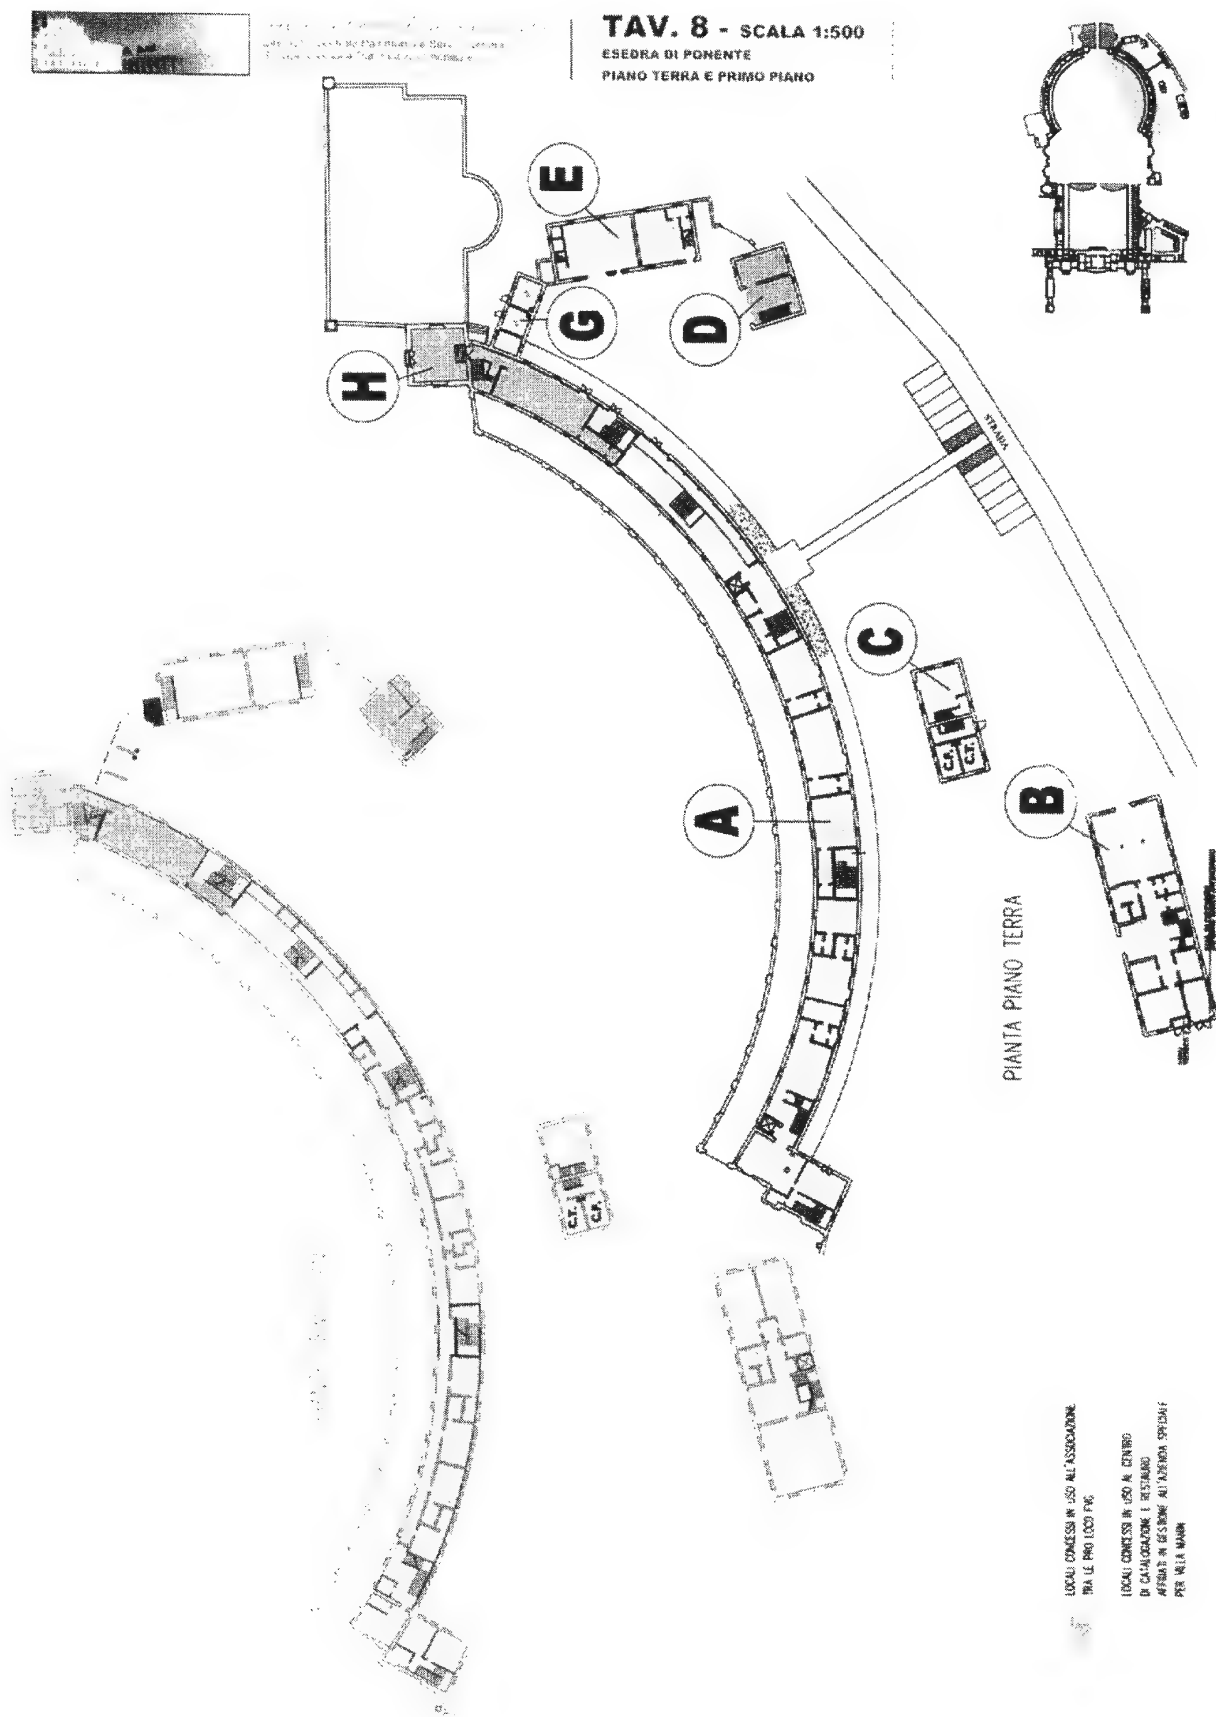 TAV. 8 - SCALA 1:500
ESEDRA DI PONENTE
PIANO TERRA E PRIMO PIANO
E
G
D
H
STRADA
C
C.P.
C.T.
A
B
PIANTA PIANO TERRA
C.T.
C.P.
LOCALI CONCESSI IN USO ALL'ASSOCIAZIONE
TRA LE PRO LOCO FVG
LOCALI CONCESSI IN USO AL CENTRO
DI CATALOGAZIONE E RESTAURO
AFFIDATI IN GESTIONE ALL'AZIENDA SPECIALE
PER VILLA MANIN